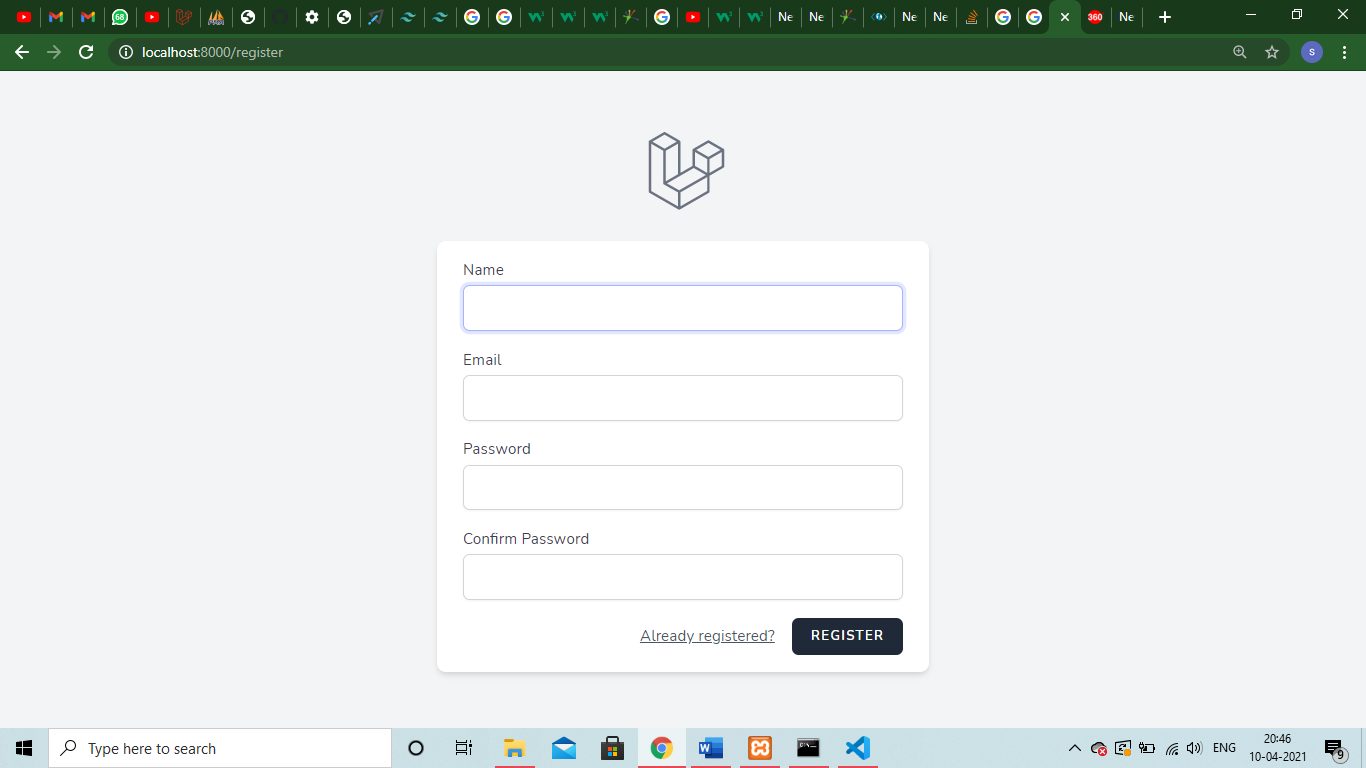 68
Ne
Ne
Ne
Ne
360
Ne
localhost:8000/register
s
Name
Email
Password
Confirm Password
Already registered?
REGISTER
Type here to search
ENG
20:46
10-04-2021
9